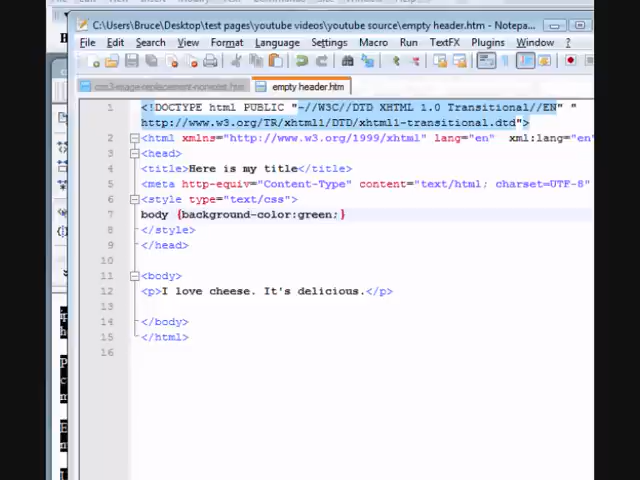 C:\Users\Bruce\Desktop\test pages\youtube videos\youtube source\empty header.htm - Notepa...
File Edit Search View Format Language Settings Macro Run TextFX Plugins Window ?
empty header.htm
1 <!DOCTYPE html PUBLIC "-//W3C//DTD XHTML 1.0 Transitional//EN" "
http://www.w3.org/TR/xhtml1/DTD/xhtml1-transitional.dtd">
2 <html xmlns="http://www.w3.org/1999/xhtml" lang="en" xml:lang="en"
3 <head>
4 <title>Here is my title</title>
5 <meta http-equiv="Content-Type" content="text/html; charset=UTF-8"
6 <style type="text/css">
7 body {background-color:green;}
8 </style>
9 </head>
10
11 <body>
12 <p>I love cheese. It's delicious.</p>
13
14 </body>
15 </html>
16